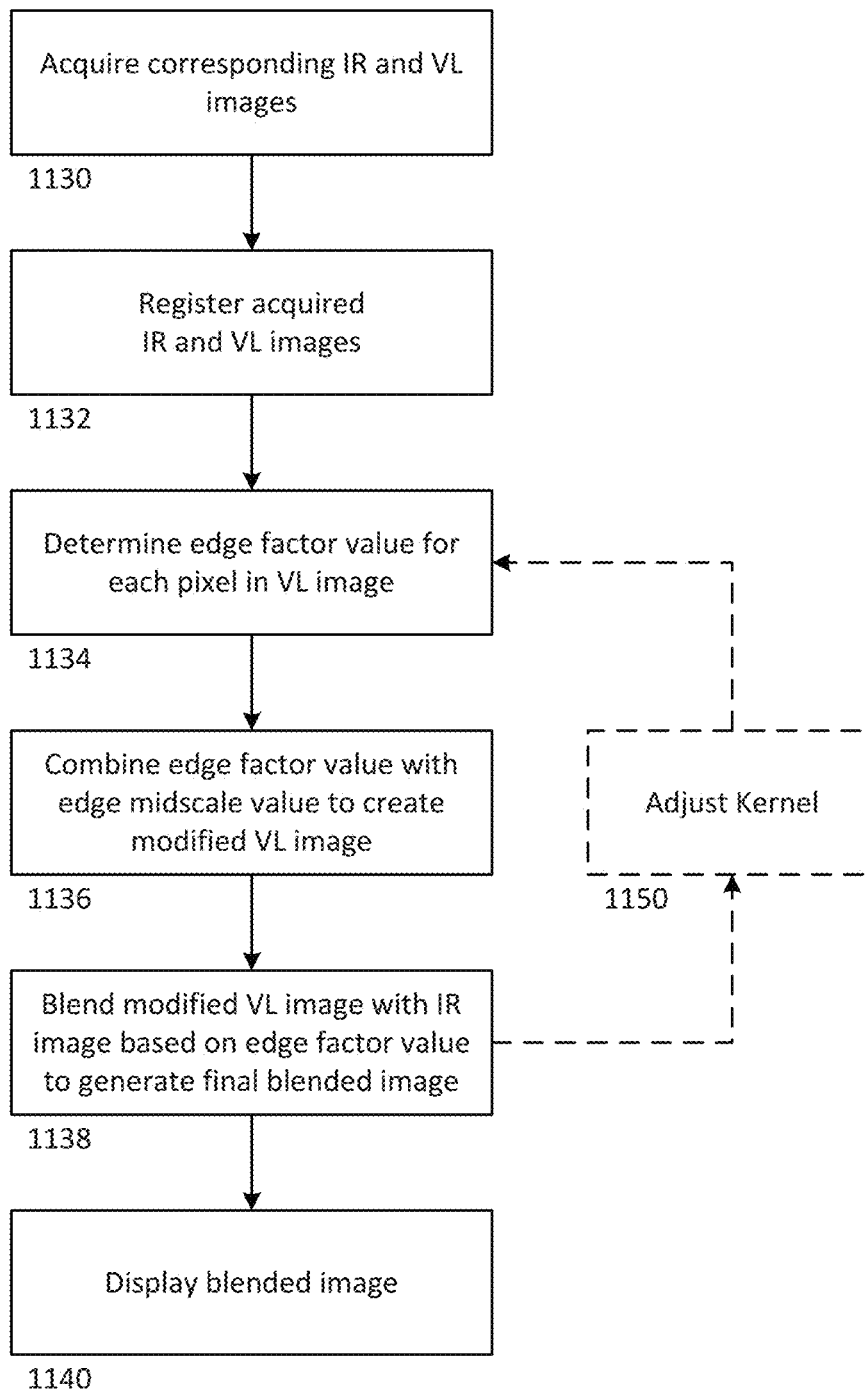 Acquire corresponding IR and VL
images
1130
Register acquired
IR and VL images
1132
Determine edge factor value for
each pixel in VL image
1134
Combine edge factor value with
edge midscale value to create
modified VL image
1136
Adjust Kernel
1150
Blend modified VL image with IR
image based on edge factor value
to generate final blended image
1138
Display blended image
1140